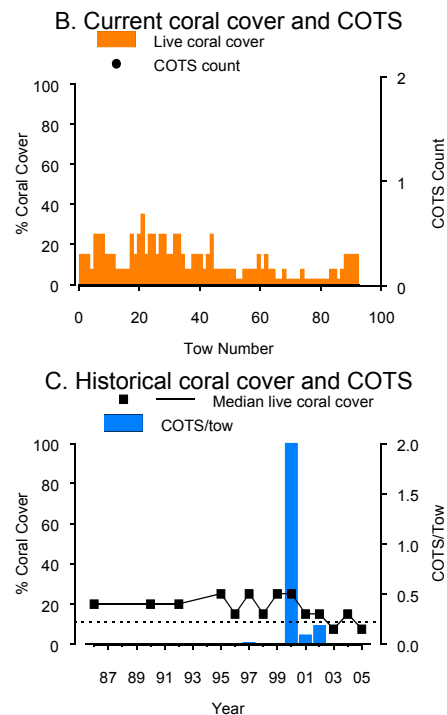 B. Current coral cover and COTS
Live coral cover
COTS count
100
80
60
40
20
0
% Coral Cover
2
1
0
COTS Count
0 20 40 60 80 100
Tow Number
C. Historical coral cover and COTS
Median live coral cover
COTS/tow
100
80
60
40
20
0
% Coral Cover
2.0
1.5
1.0
0.5
0.0
COTS/Tow
87 89 91 93 95 97 99 01 03 05
Year